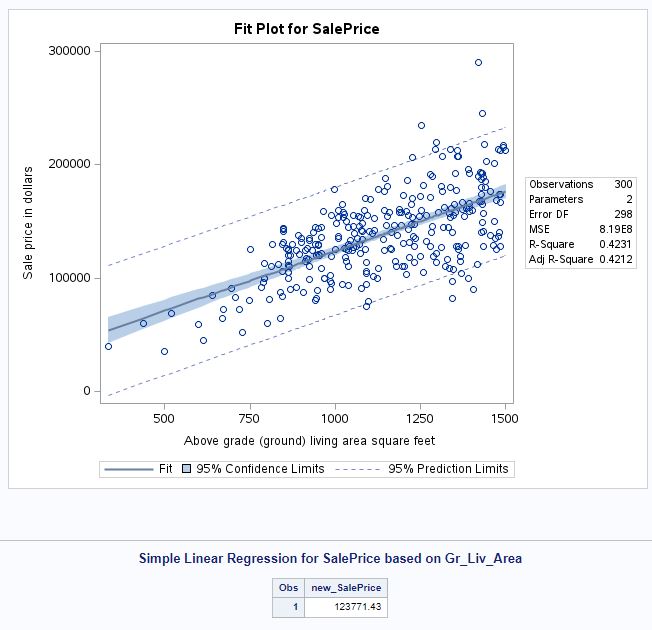 Fit Plot for SalePrice
300000
200000
100000
0
Sale price in dollars
500
750
1000
1250
1500
Above grade (ground) living area square feet
Fit
95% Confidence Limits
95% Prediction Limits
Observations 300
Parameters 2
Error DF 298
MSE 8.19E8
R-Square 0.4231
Adj R-Square 0.4212
Simple Linear Regression for SalePrice based on Gr_Liv_Area
Obs new_SalePrice
1 123771.43